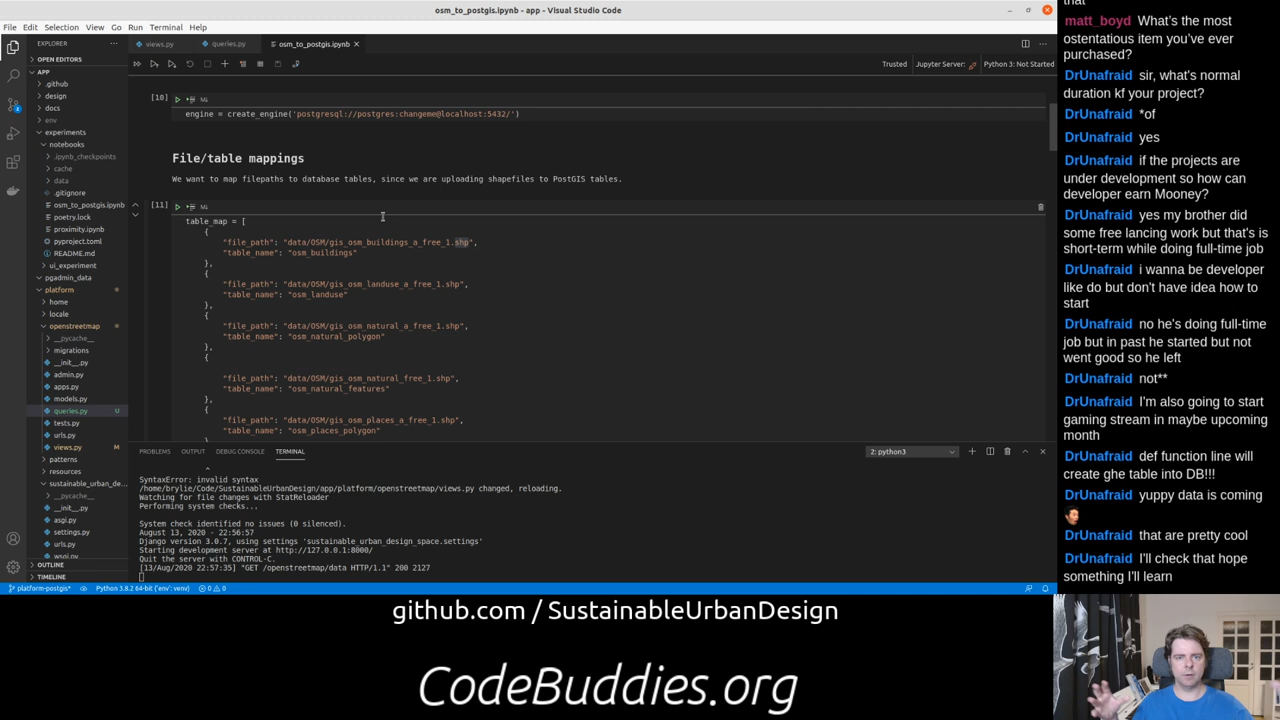 osm_to_postgis.ipynb - app - Visual Studio Code
File Edit Selection View Go Run Terminal Help
EXPLORER
OPEN EDITORS
APP
.github
design
docs
env
experiments
notebooks
.ipynb_checkpoints
cache
data
.gitignore
osm_to_postgis.ipynb
poetry.lock
proximity.ipynb
pyproject.toml
README.md
ui_experiment
pgadmin_data
platform
home
locale
openstreetmap
__pycache__
migrations
__init__.py
admin.py
apps.py
models.py
queries.py U
tests.py
urls.py
views.py M
patterns
resources
sustainable_urban_de...
__pycache__
__init__.py
asgi.py
settings.py
urls.py
wsgi.py
OUTLINE
TIMELINE
views.py queries.py osm_to_postgis.ipynb
Trusted Jupyter Server: Python 3: Not Started
[10]
engine = create_engine('postgresql://postgres:changeme@localhost:5432/')
File/table mappings
We want to map filepaths to database tables, since we are uploading shapefiles to PostGIS tables.
[11]
table_map = [
{
"file_path": "data/OSM/gis_osm_buildings_a_free_1.shp",
"table_name": "osm_buildings"
},
{
"file_path": "data/OSM/gis_osm_landuse_a_free_1.shp",
"table_name": "osm_landuse"
},
{
"file_path": "data/OSM/gis_osm_natural_a_free_1.shp",
"table_name": "osm_natural_polygon"
},
{
"file_path": "data/OSM/gis_osm_natural_free_1.shp",
"table_name": "osm_natural_features"
},
{
"file_path": "data/OSM/gis_osm_places_a_free_1.shp",
"table_name": "osm_places_polygon"
PROBLEMS OUTPUT DEBUG CONSOLE TERMINAL 2: python3
^
SyntaxError: invalid syntax
/home/brylie/Code/SustainableUrbanDesign/app/platform/openstreetmap/views.py changed, reloading.
Watching for file changes with StatReloader
Performing system checks...
System check identified no issues (0 silenced).
August 13, 2020 - 22:56:57
Django version 3.0.7, using settings 'sustainable_urban_design_space.settings'
Starting development server at http://127.0.0.1:8000/
Quit the server with CONTROL-C.
[13/Aug/2020 22:57:35] "GET /openstreetmap/data HTTP/1.1" 200 2127
platform-postgis* Python 3.8.2 64-bit ('env': venv) 0 0
github.com / SustainableUrbanDesign
CodeBuddies.org
that
matt_boyd What's the most
ostentatious item you've ever
purchased?
DrUnafraid sir, what's normal
duration kf your project?
DrUnafraid *of
DrUnafraid yes
DrUnafraid if the projects are
under development so how can
developer earn Mooney?
DrUnafraid yes my brother did
some free lancing work but that's is
short-term while doing full-time job
DrUnafraid i wanna be developer
like do but don't have idea how to
start
DrUnafraid no he's doing full-time
job but in past he started but not
went good so he left
DrUnafraid not**
DrUnafraid I'm also going to start
gaming stream in maybe upcoming
month
DrUnafraid def function line will
create ghe table into DB!!!
DrUnafraid yuppy data is coming
DrUnafraid that are pretty cool
DrUnafraid I'll check that hope
something I'll learn